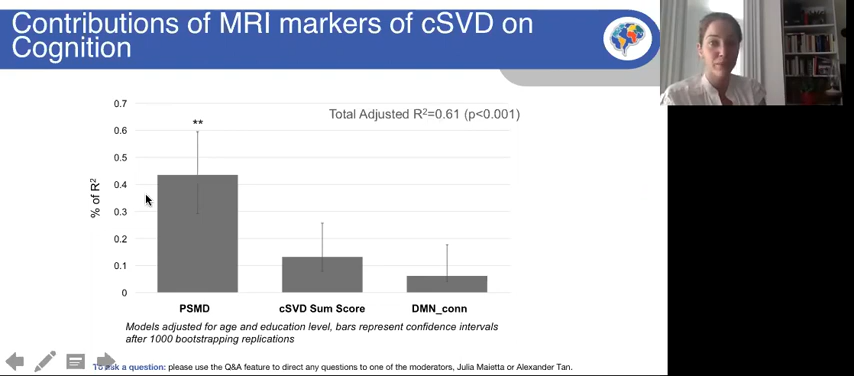 Contributions of MRI markers of cSVD on
Cognition
Total Adjusted R²=0.61 (p<0.001)
0.7
0.6
0.5
0.4
0.3
0.2
0.1
0
% of R²
**
PSMD
cSVD Sum Score
DMN_conn
Models adjusted for age and education level, bars represent confidence intervals
after 1000 bootstrapping replications
To ask a question: please use the Q&A feature to direct any questions to one of the moderators, Julia Maietta or Alexander Tan.